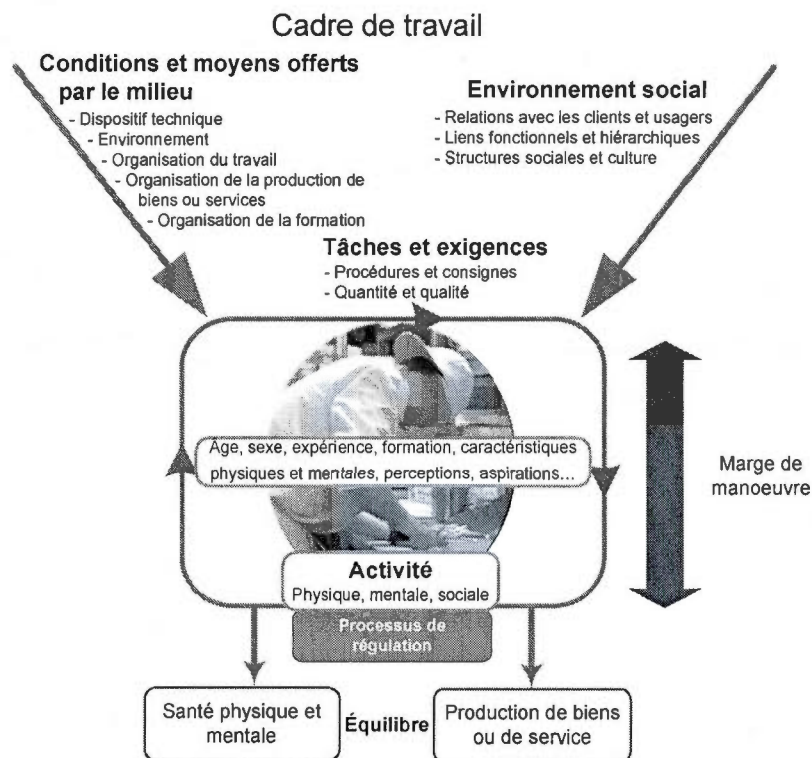 Cadre de travail
Conditions et moyens offerts
par le milieu
- Dispositif technique
- Environnement
- Organisation du travail
- Organisation de la production de
biens ou services
- Organisation de la formation
Environnement social
- Relations avec les clients et usagers
- Liens fonctionnels et hiérarchiques
- Structures sociales et culture
Tâches et exigences
- Procédures et consignes
- Quantité et qualité
Âge, sexe, expérience, formation, caractéristiques
physiques et mentales, perceptions, aspirations...
Marge de
manoeuvre
Activité
Physique, mentale, sociale
Processus de
régulation
Santé physique et
mentale
Équilibre
Production de biens
ou de service